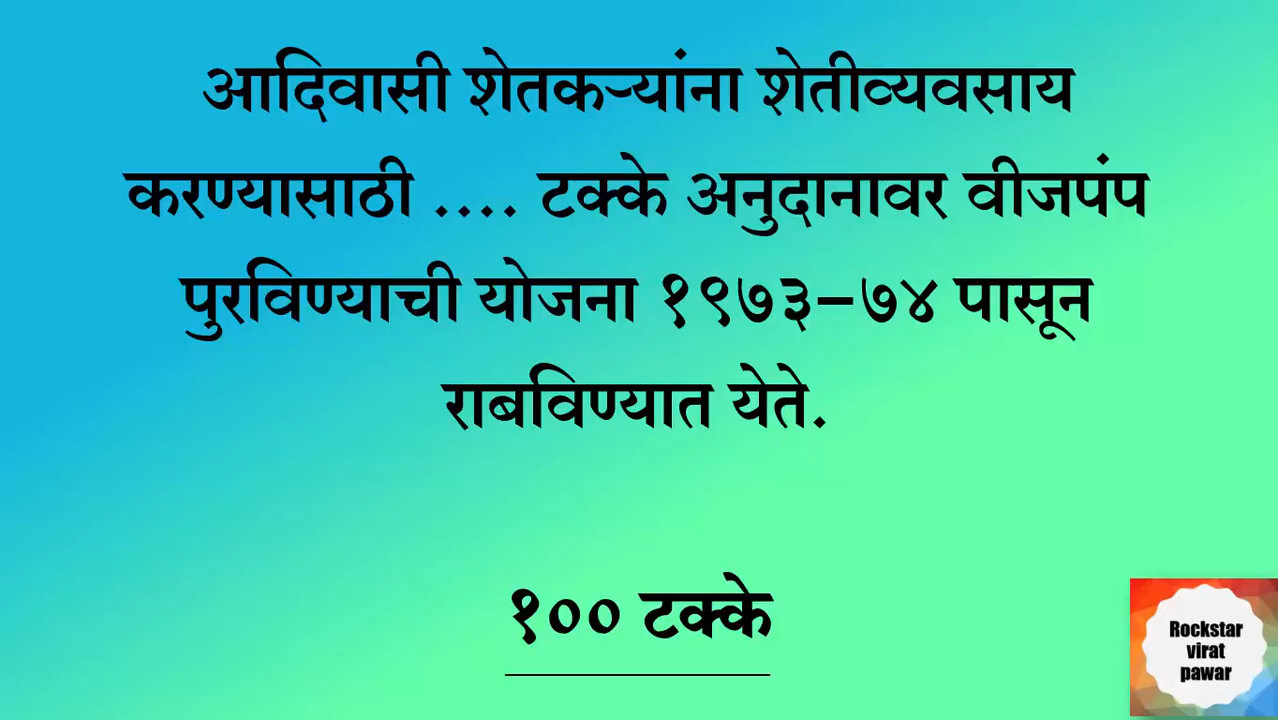 आदिवासी शेतकऱ्यांना शेतीव्यवसाय
करण्यासाठी .... टक्के अनुदानावर वीजपंप
पुरविण्याची योजना १९७३-७४ पासून
राबविण्यात येते.
१०० टक्के
Rockstar
virat
pawar